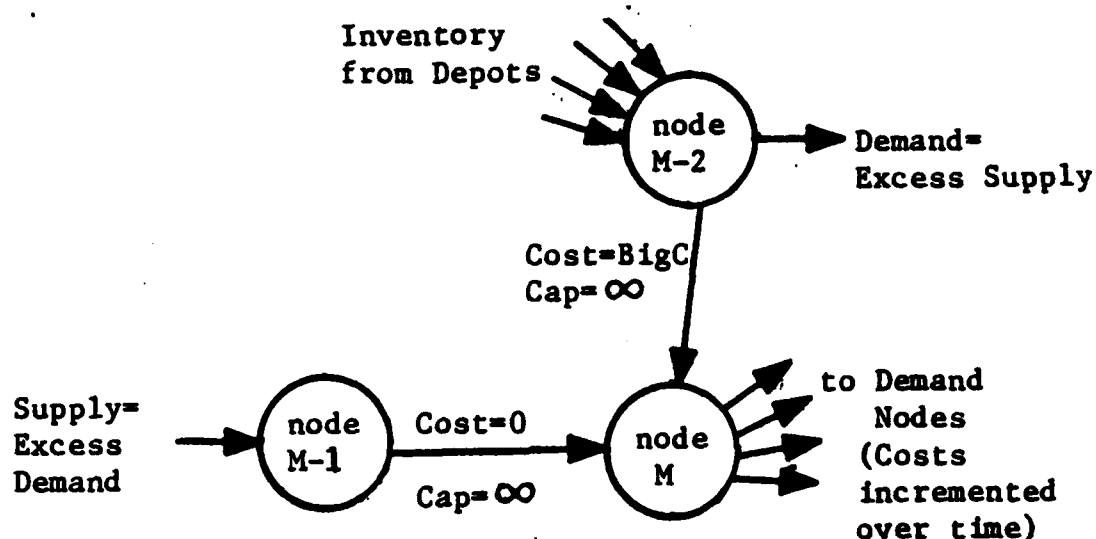 Inventory
from Depots
node
M-2
Demand=
Excess Supply
Cost=BigC
Cap=∞
Supply=
Excess
Demand
node
M-1
Cost=0
Cap=∞
node
M
to Demand
Nodes
(Costs
incremented
over time)